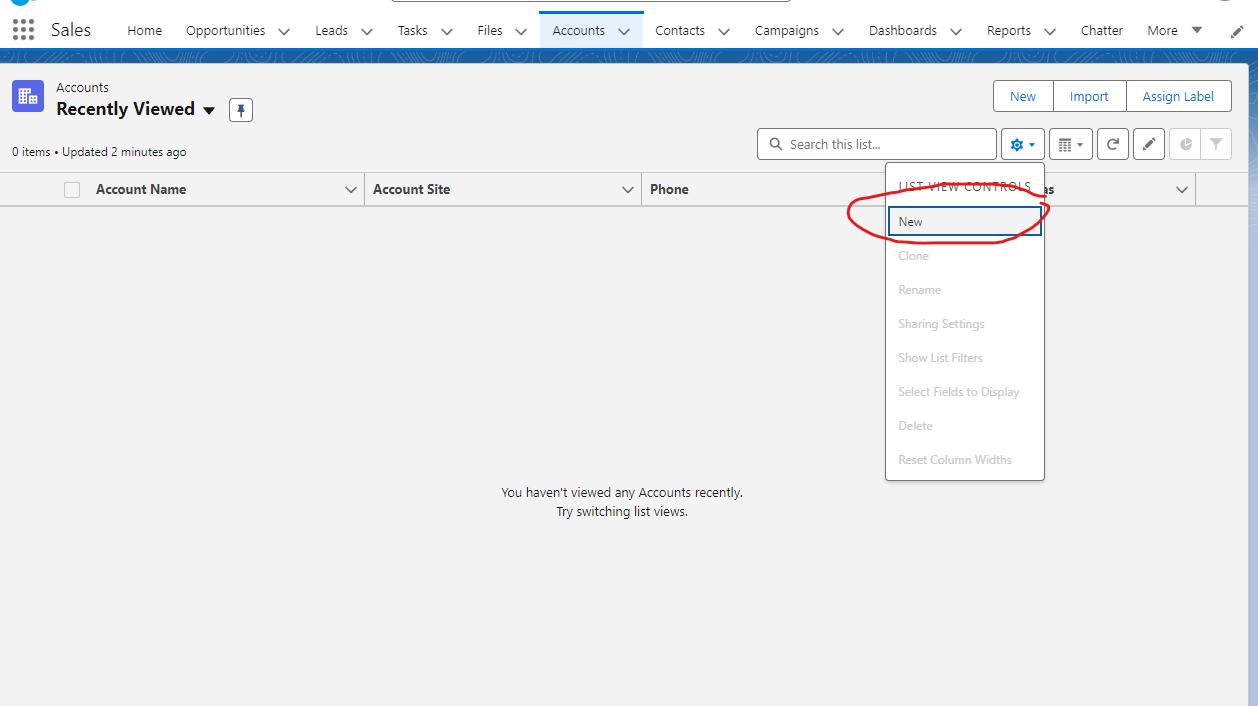 Sales Home Opportunities Leads Tasks Files Accounts Contacts Campaigns Dashboards Reports Chatter More
Accounts
Recently Viewed
New Import Assign Label
0 items • Updated 2 minutes ago
Search this list...
Account Name Account Site Phone
LIST VIEW CONTROLS
New
Clone
Rename
Sharing Settings
Show List Filters
Select Fields to Display
Delete
Reset Column Widths
You haven't viewed any Accounts recently.
Try switching list views.